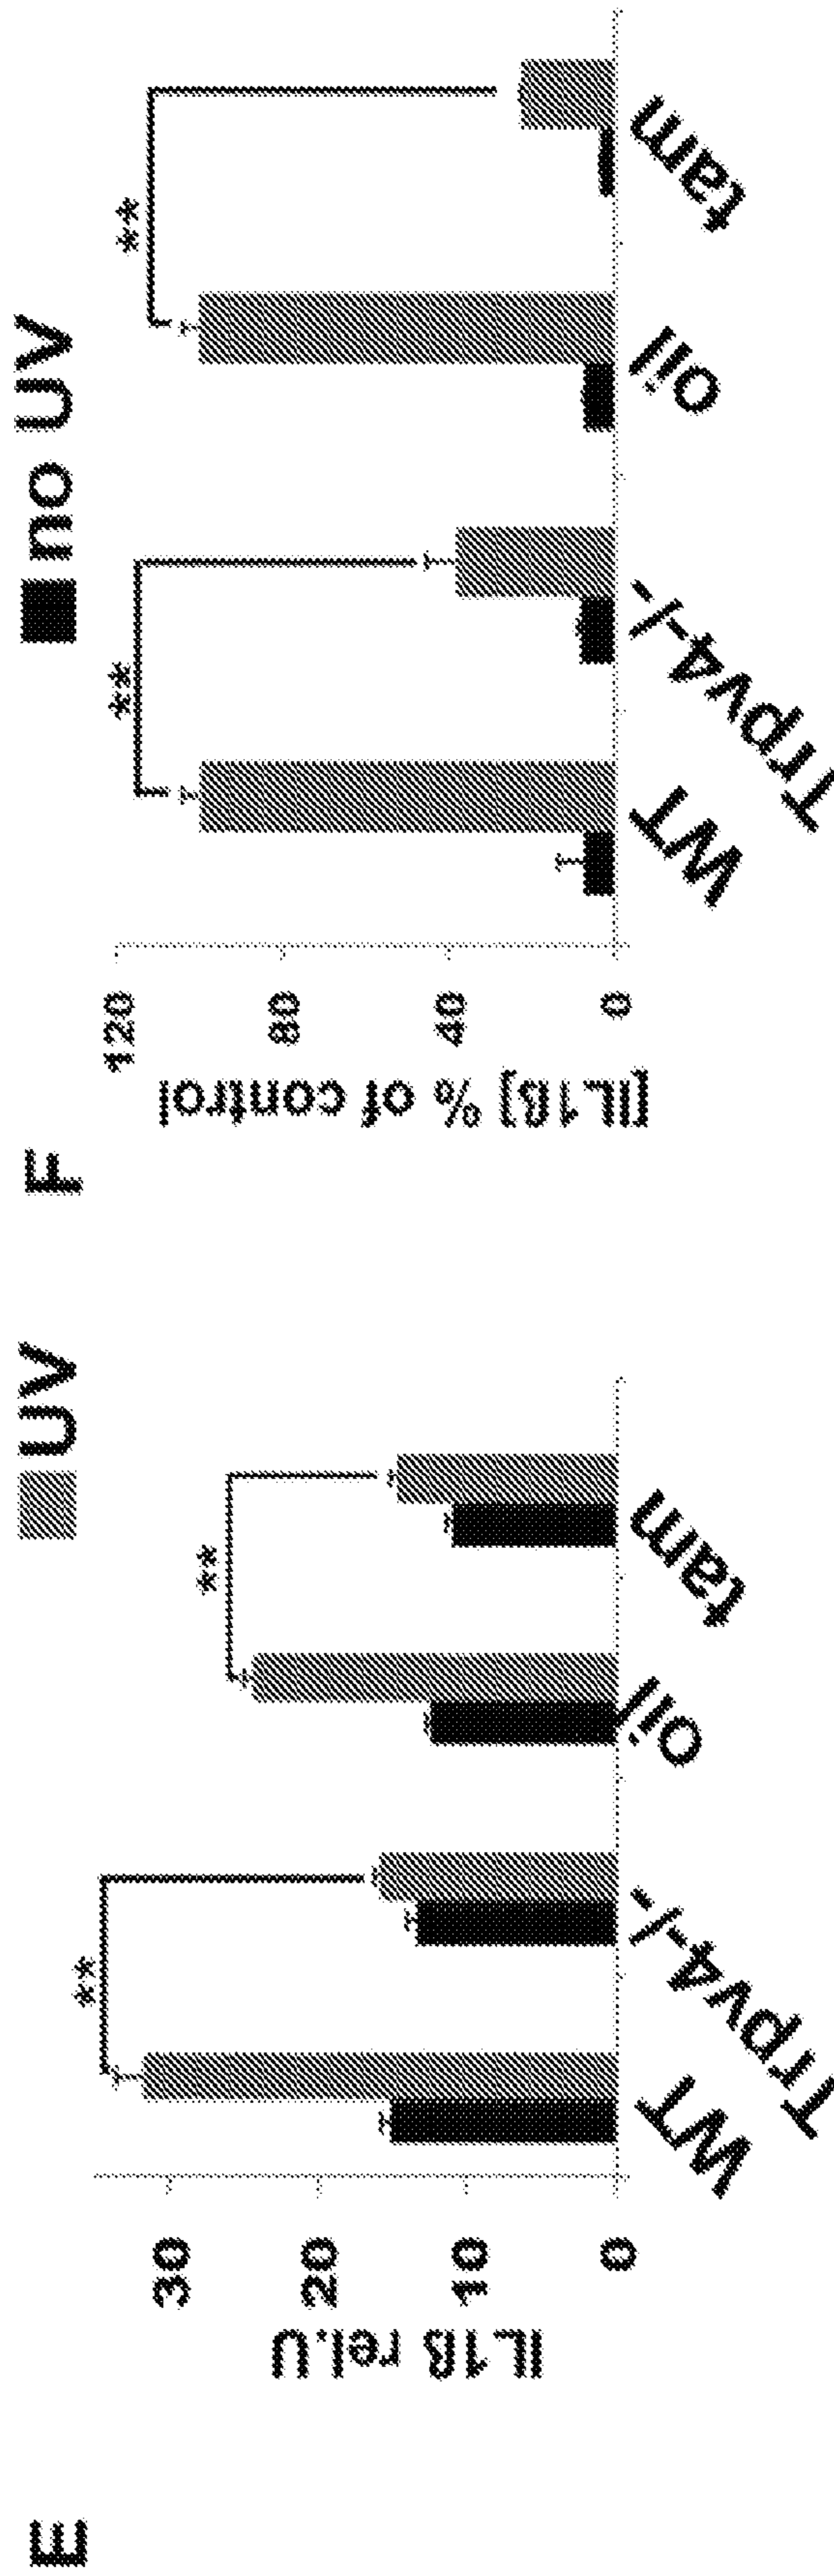 E
UV
IL1ß rel.U
30
20
10
0
**
**
WT
Trpv4-/-
oil
tam
F
no UV
[IL1ß] % of control
120
80
40
0
**
**
WT
Trpv4-/-
oil
tam